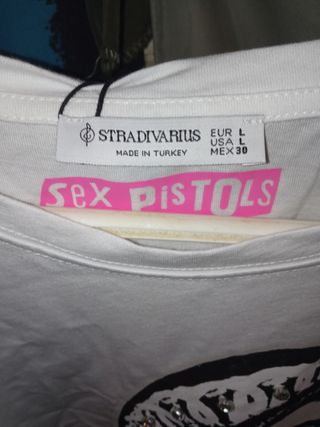 STRADIVARIUS
MADE IN TURKEY
EUR L
USA L
MEX 30
SEX PiSTOLS